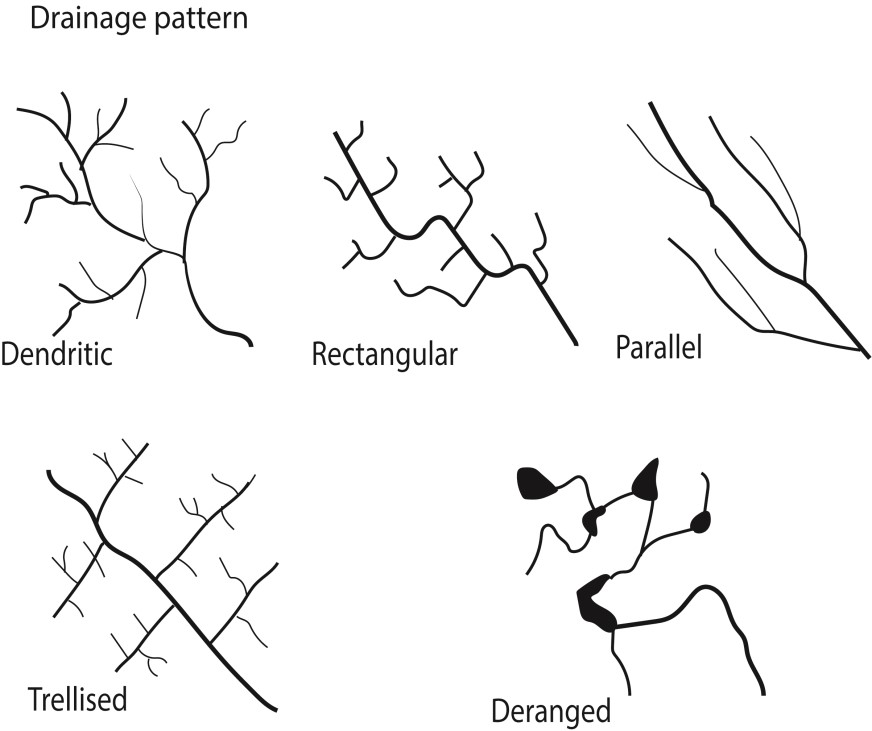 Drainage pattern
Dendritic
Rectangular
Parallel
Trellised
Deranged